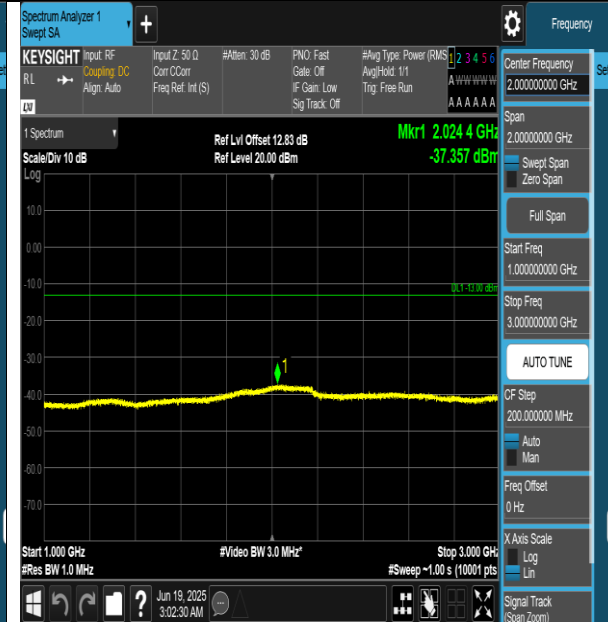 Spectrum Analyzer 1
Swept SA
+
Frequency
KEYSIGHT
RL
LXI
Input: RF
Coupling: DC
Align: Auto
Input Z: 50 Ω
Corr CCorr
Freq Ref: Int (S)
#Atten: 30 dB
PNO: Fast
Gate: Off
IF Gain: Low
Sig Track: Off
#Avg Type: Power (RMS
Avg|Hold: 1/1
Trig: Free Run
1 2 3 4 5 6
A W W W W W
A A A A A A
1 Spectrum
Scale/Div 10 dB
Log
Ref Lvl Offset 12.83 dB
Ref Level 20.00 dBm
Mkr1 2.024 4 GHz
-37.357 dBm
10.0
0.00
-10.0
-20.0
-30.0
-40.0
-50.0
-60.0
-70.0
DL1 -13.00 dBm
1
Start 1.000 GHz
#Res BW 1.0 MHz
#Video BW 3.0 MHz*
Stop 3.000 GHz
#Sweep ~1.00 s (10001 pts
Center Frequency
2.000000000 GHz
Span
2.00000000 GHz
Swept Span
Zero Span
Full Span
Start Freq
1.000000000 GHz
Stop Freq
3.000000000 GHz
AUTO TUNE
CF Step
200.000000 MHz
Auto
Man
Freq Offset
0 Hz
X Axis Scale
Log
Lin
Signal Track
(Span Zoom)
?
Jun 19, 2025
3:02:30 AM